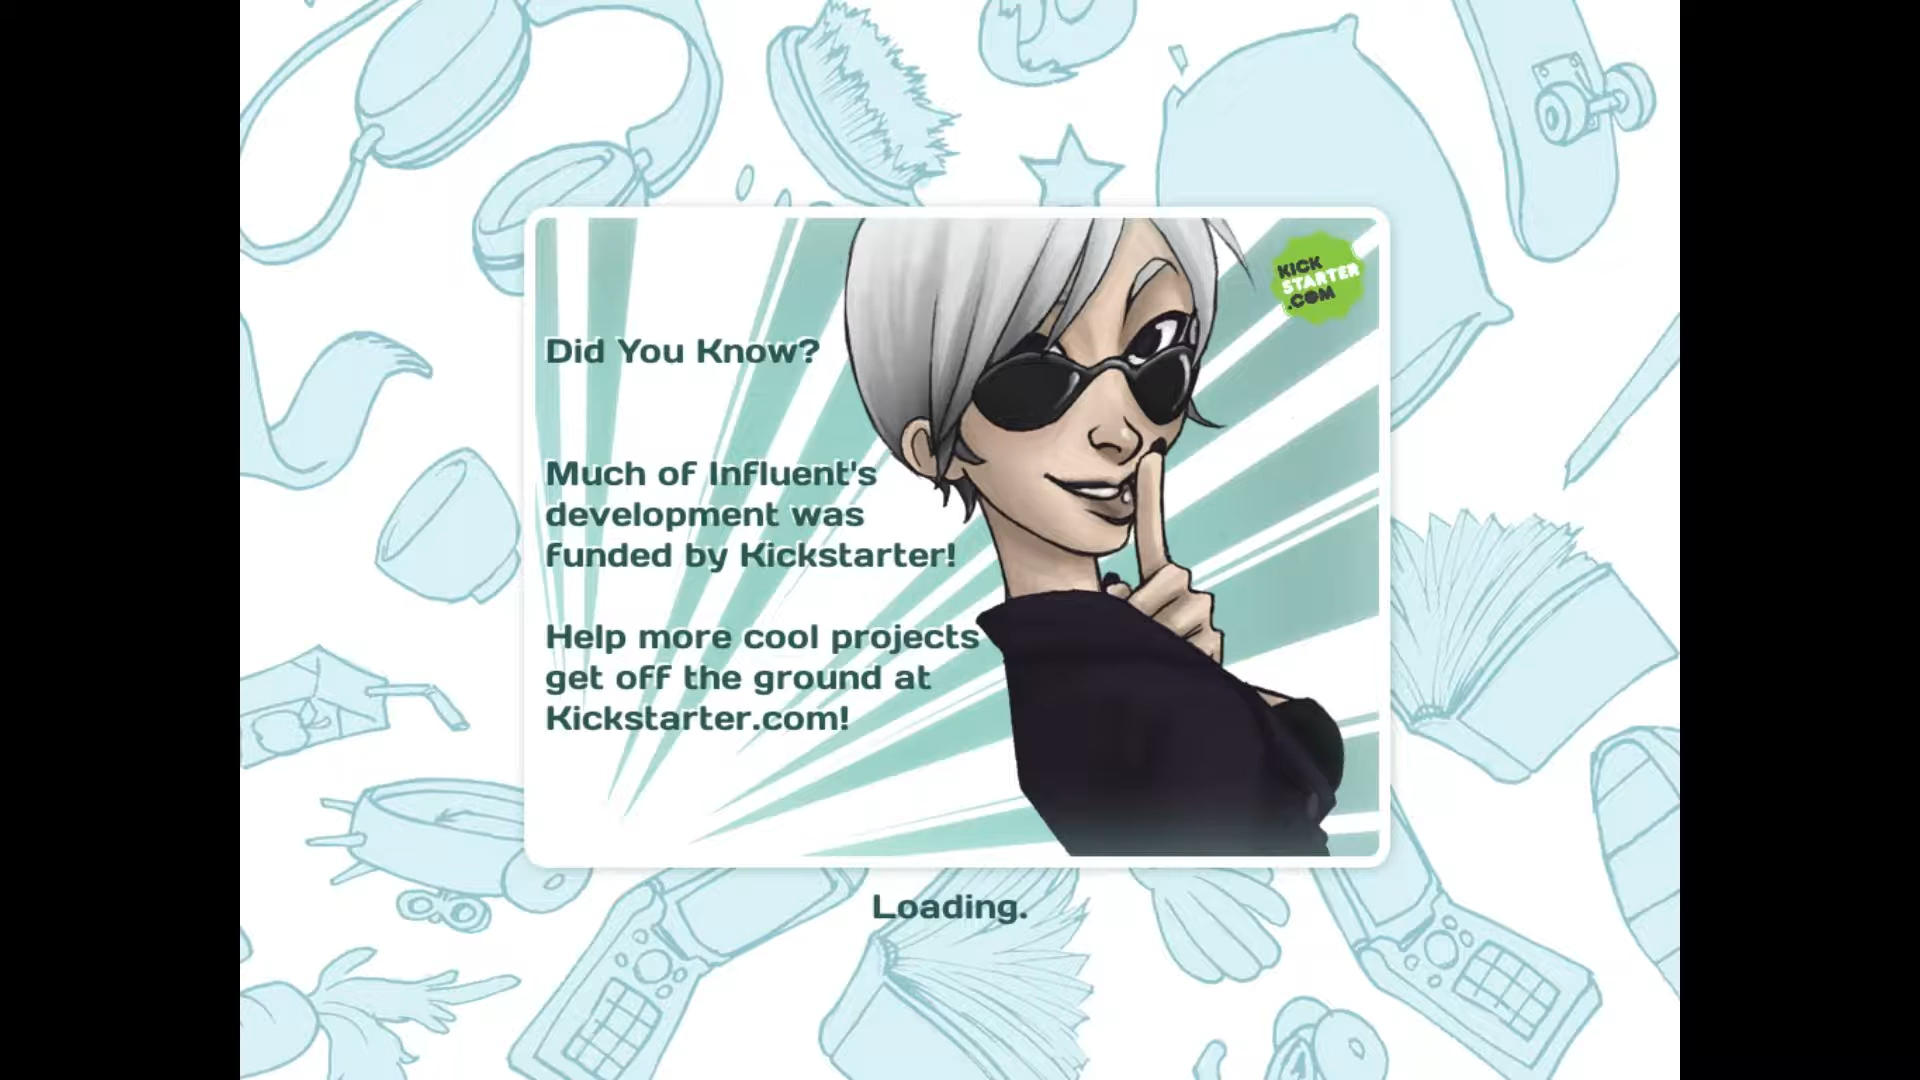 KICK
STARTER
.COM
Did You Know?
Much of Influent's
development was
funded by Kickstarter!
Help more cool projects
get off the ground at
Kickstarter.com!
Loading.